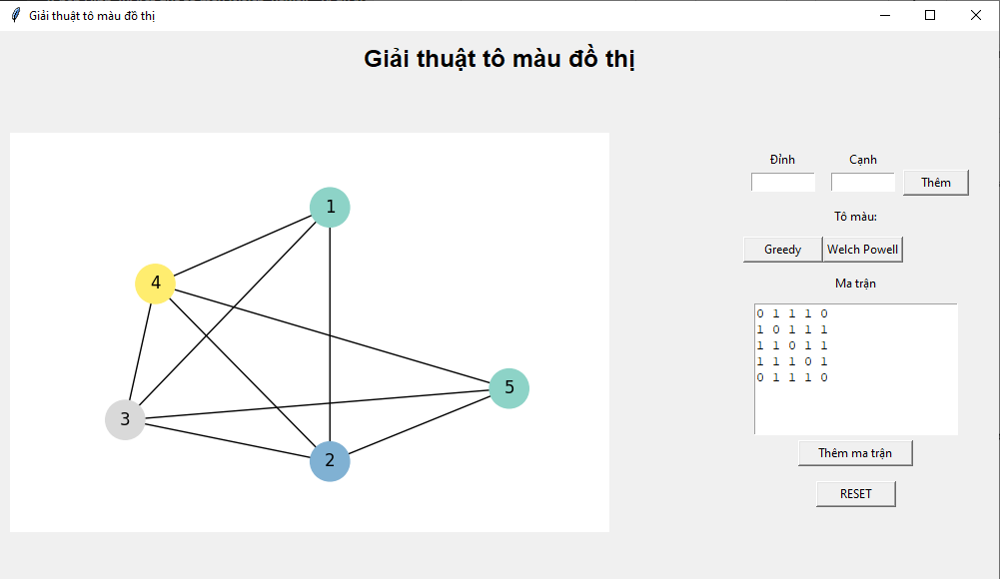 Giải thuật tô màu đồ thị
Giải thuật tô màu đồ thị
1
4
5
3
2
Đỉnh Cạnh
Thêm
Tô màu:
Greedy Welch Powell
Ma trận
0 1 1 1 0
1 0 1 1 1
1 1 0 1 1
1 1 1 0 1
0 1 1 1 0
Thêm ma trận
RESET